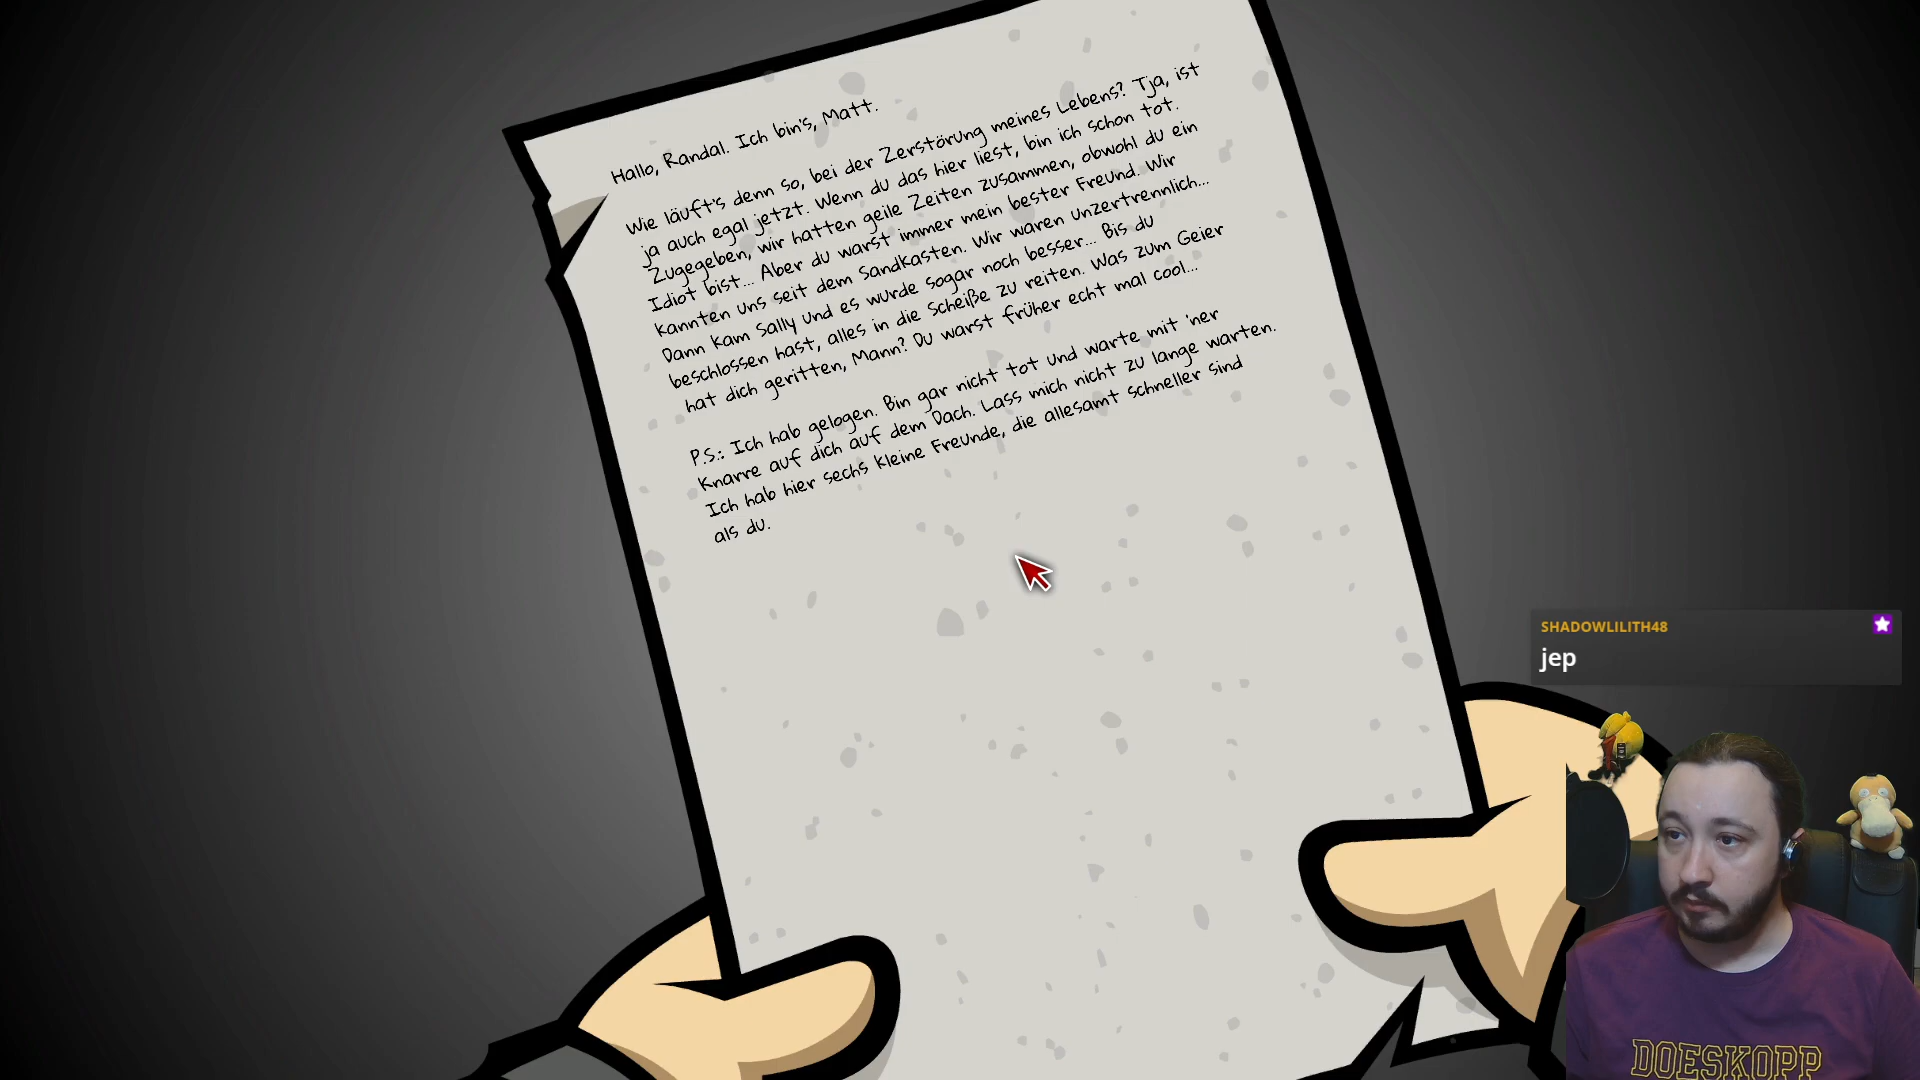 Hallo, Randal. Ich bin's, Matt.
Wie läuft's denn so, bei der Zerstörung meines Lebens? Tja, ist
ja auch egal jetzt. Wenn du das hier liest, bin ich schon tot.
Zugegeben, wir hatten geile Zeiten zusammen, obwohl du ein
Idiot bist... Aber du warst immer mein bester Freund. Wir
kannten uns seit dem Sandkasten. Wir waren unzertrennlich...
Dann kam Sally und es wurde sogar noch besser... Bis du
beschlossen hast, alles in die Scheiße zu reiten. Was zum Geier
hat dich geritten, Mann? Du warst früher echt mal cool...
P.S.: Ich hab gelogen. Bin gar nicht tot und warte mit 'ner
Knarre auf dich auf dem Dach. Lass mich nicht zu lange warten.
Ich hab hier sechs kleine Freunde, die allesamt schneller sind
als du.
SHADOWLILITH48
jep
DOESKOPP